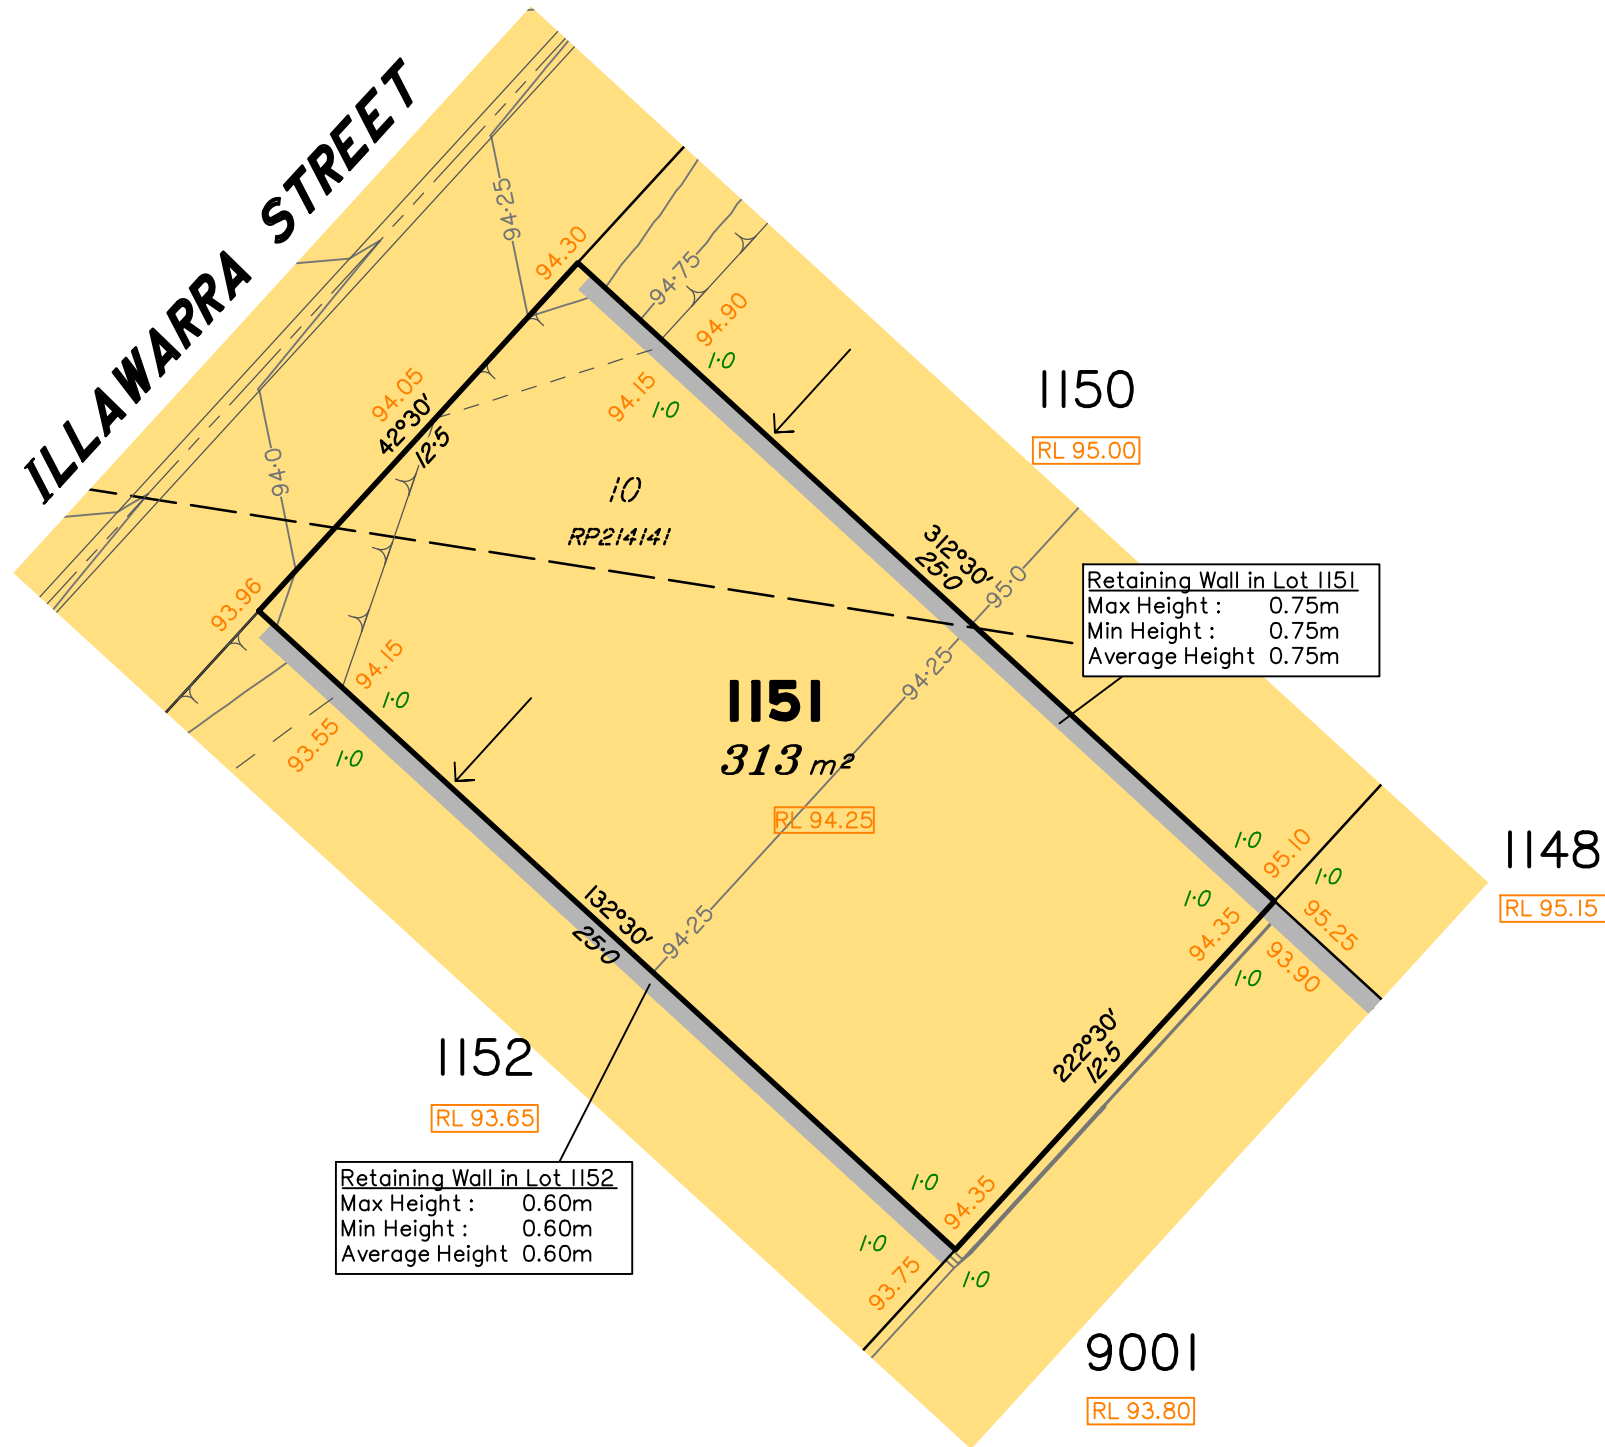 ILLAWARRA STREET
94·25
94.30
94·75
94.90
1·0
94.05
42°30'
12·5
94.15
1·0
1150
RL 95.00
94·0
10
RP214141
312°30'
25·0
95·0
Retaining Wall in Lot 1151
Max Height : 0.75m
Min Height : 0.75m
Average Height 0.75m
93.96
94.15
1·0
94·25
1151
313 m²
RL 94.25
93.55
1·0
1·0
95.10
1·0
1148
RL 95.15
1·0
94.35
95.25
93.90
1·0
132°30'
25·0
94·25
1152
RL 93.65
222°30'
12·5
Retaining Wall in Lot 1152
Max Height : 0.60m
Min Height : 0.60m
Average Height 0.60m
1·0
94.35
1·0
93.75
1·0
9001
RL 93.80